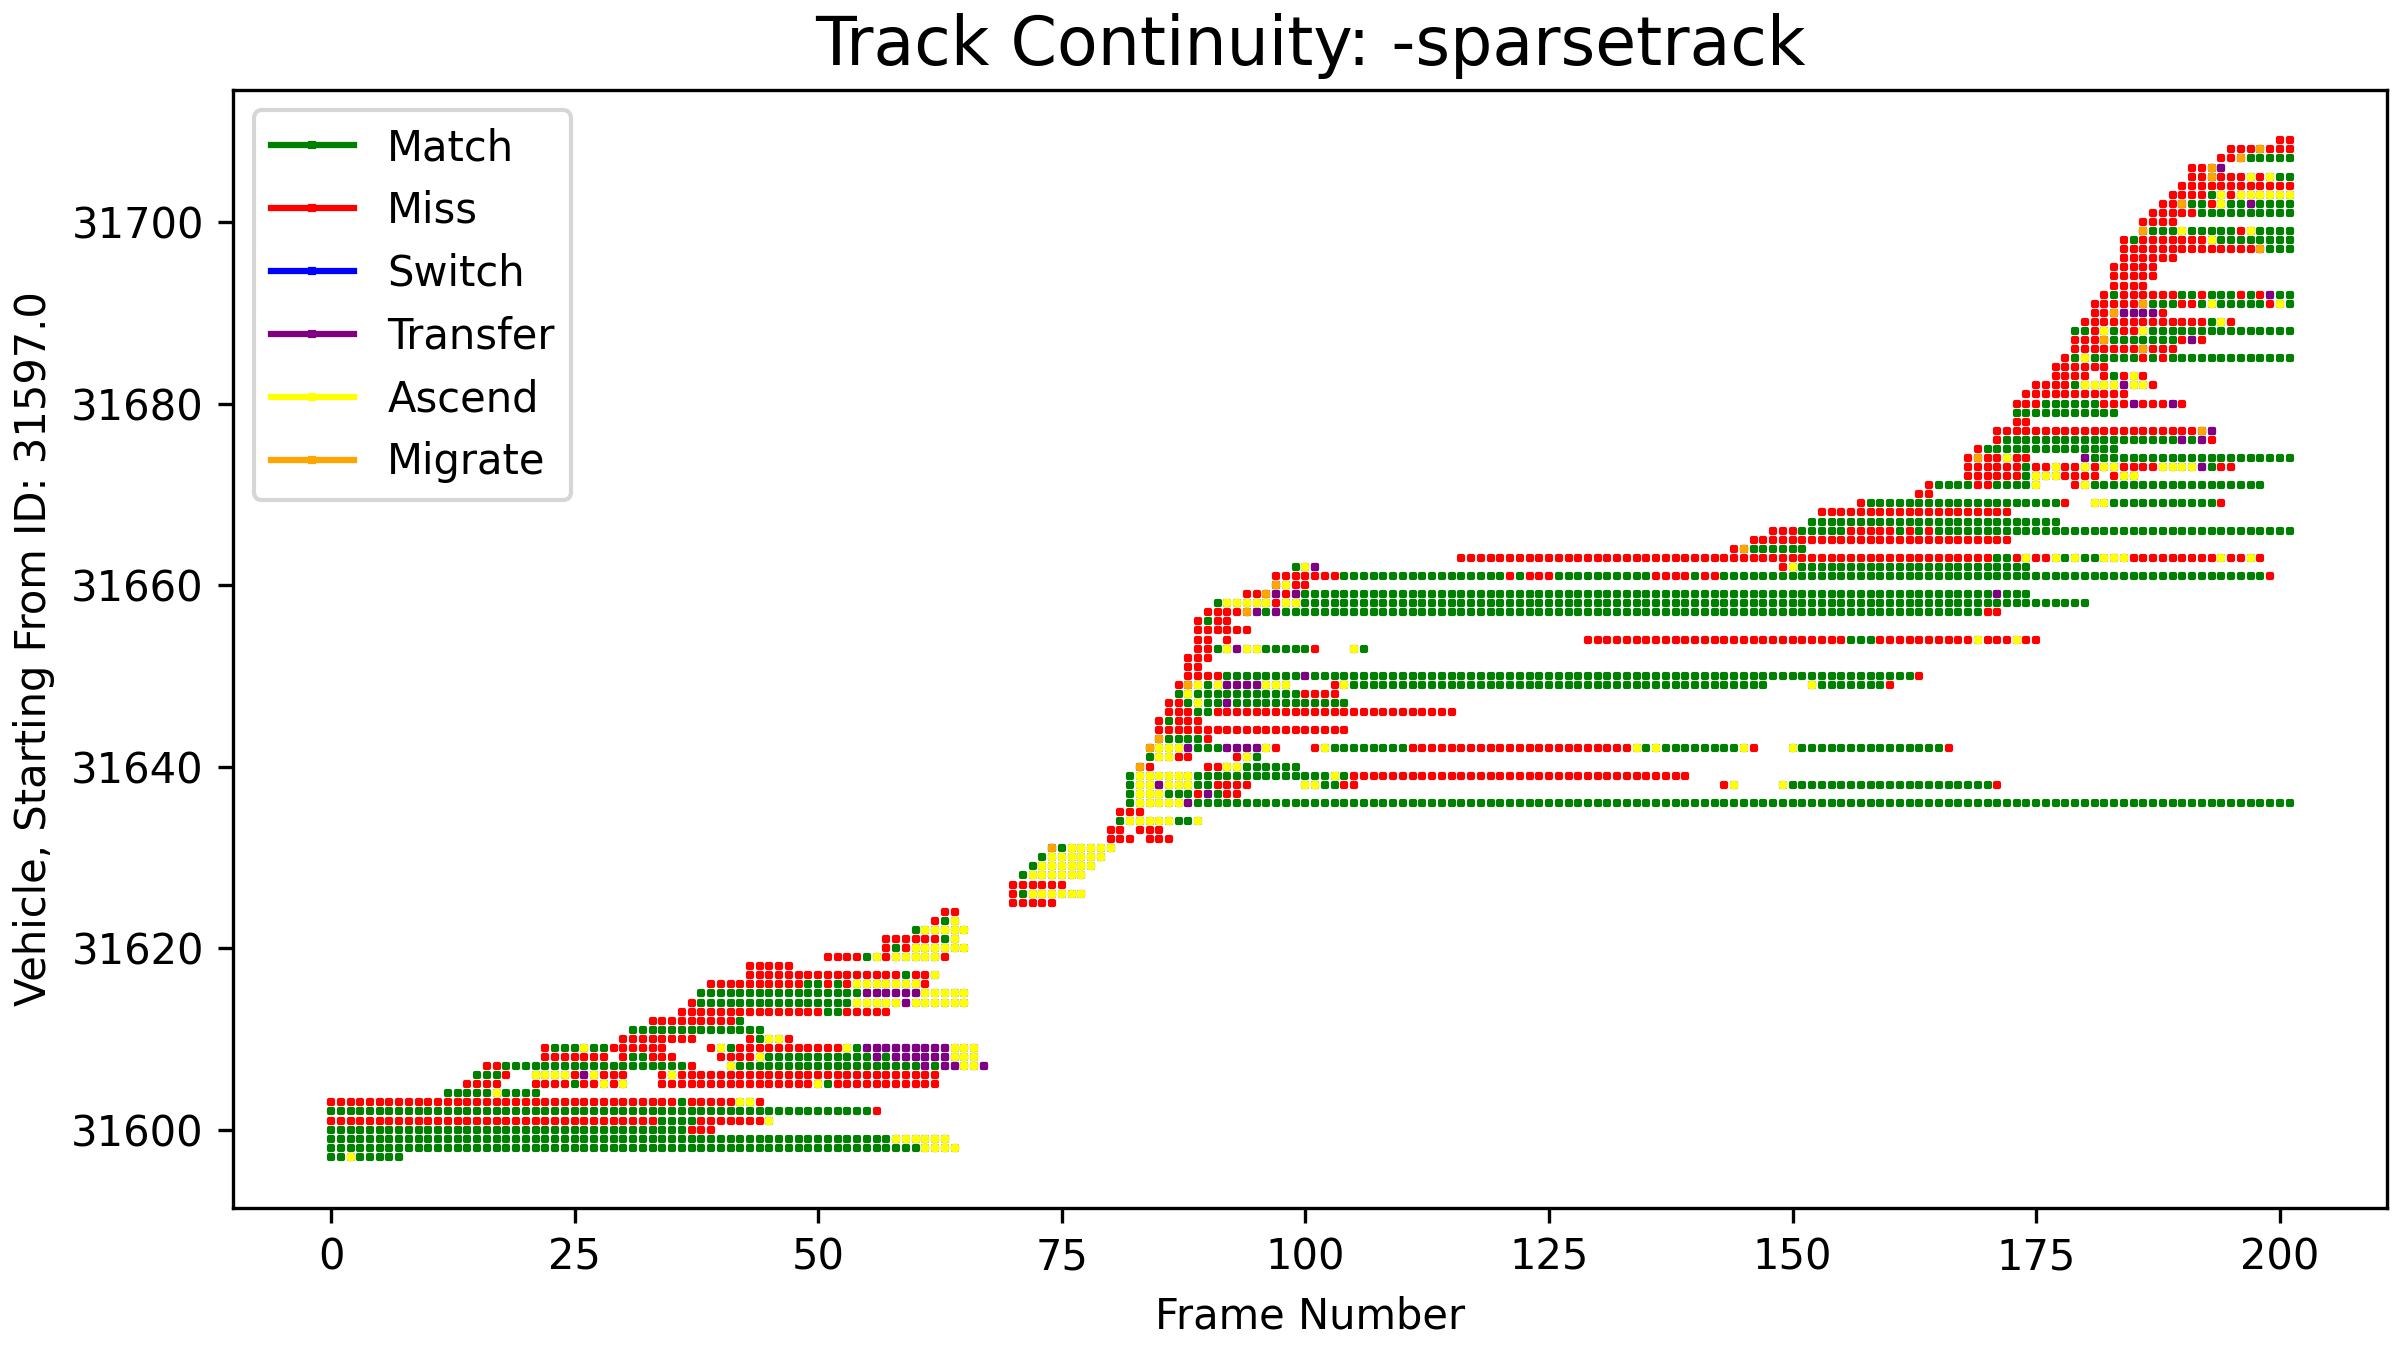 Track Continuity: -sparsetrack
Match
Miss
Switch
Transfer
Ascend
Migrate
Vehicle, Starting From ID: 31597.0
31700
31680
31660
31640
31620
31600
0 25 50 75 100 125 150 175 200
Frame Number